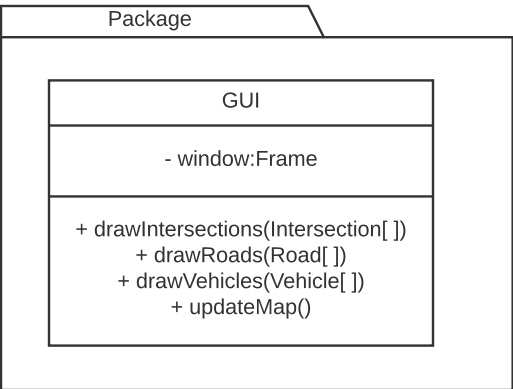 Package
GUI
- window:Frame
+ drawIntersections(Intersection[ ])
+ drawRoads(Road[ ])
+ drawVehicles(Vehicle[ ])
+ updateMap()